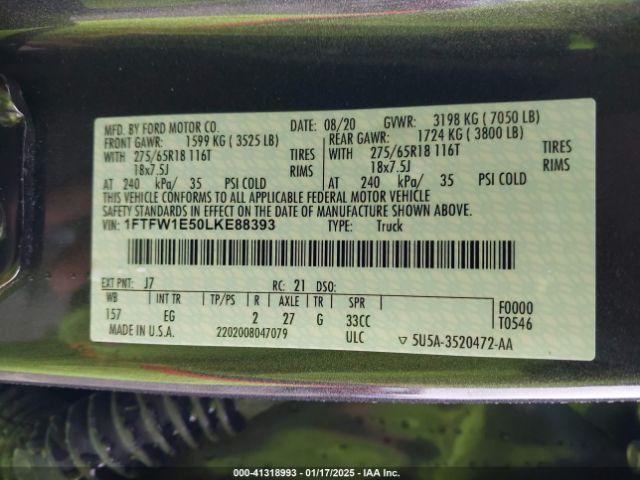 MFD. BY FORD MOTOR CO. DATE: 08/20 GVWR: 3198 KG ( 7050 LB)
FRONT GAWR: 1599 KG ( 3525 LB) REAR GAWR: 1724 KG ( 3800 LB)
WITH 275/65R18 116T TIRES WITH 275/65R18 116T TIRES
18x7.5J RIMS 18x7.5J RIMS
AT 240 kPa/ 35 PSI COLD AT 240 kPa/ 35 PSI COLD
THIS VEHICLE CONFORMS TO ALL APPLICABLE FEDERAL MOTOR VEHICLE
SAFETY STANDARDS IN EFFECT ON THE DATE OF MANUFACTURE SHOWN ABOVE.
VIN: 1FTFW1E50LKE88393 TYPE: Truck
EXT PNT: J7 RC: 21 DSO:
WB INT TR TP/PS R AXLE TR SPR F0000
157 EG 2 27 G 33CC T0546
MADE IN U.S.A. 2202008047079 ULC ▽ 5U5A-3520472-AA
000-41318993 - 01/17/2025 - IAA Inc.